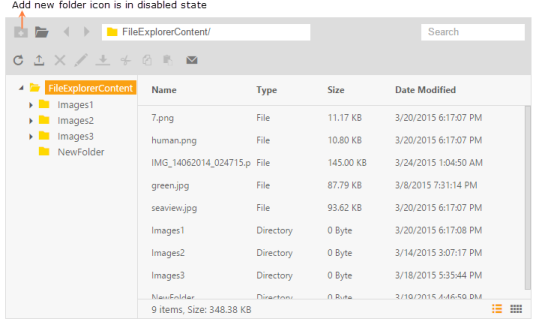 Add new folder icon is in disabled state
FileExplorerContent/
Search
FileExplorerContent
Images1
Images2
Images3
NewFolder
Name Type Size Date Modified
7.png File 11.17 KB 3/20/2015 6:17:07 PM
human.png File 10.80 KB 3/20/2015 6:17:07 PM
IMG_14062014_024715.p File 145.00 KB 3/24/2015 1:04:50 AM
green.jpg File 87.79 KB 3/8/2015 7:31:14 PM
seaview.jpg File 93.62 KB 3/20/2015 6:17:07 PM
Images1 Directory 0 Byte 3/20/2015 6:17:08 PM
Images2 Directory 0 Byte 3/14/2015 3:07:17 PM
Images3 Directory 0 Byte 3/18/2015 5:35:44 PM
NewFolder Directory 0 Byte 3/19/2015 4:46:59 PM
9 items, Size: 348.38 KB